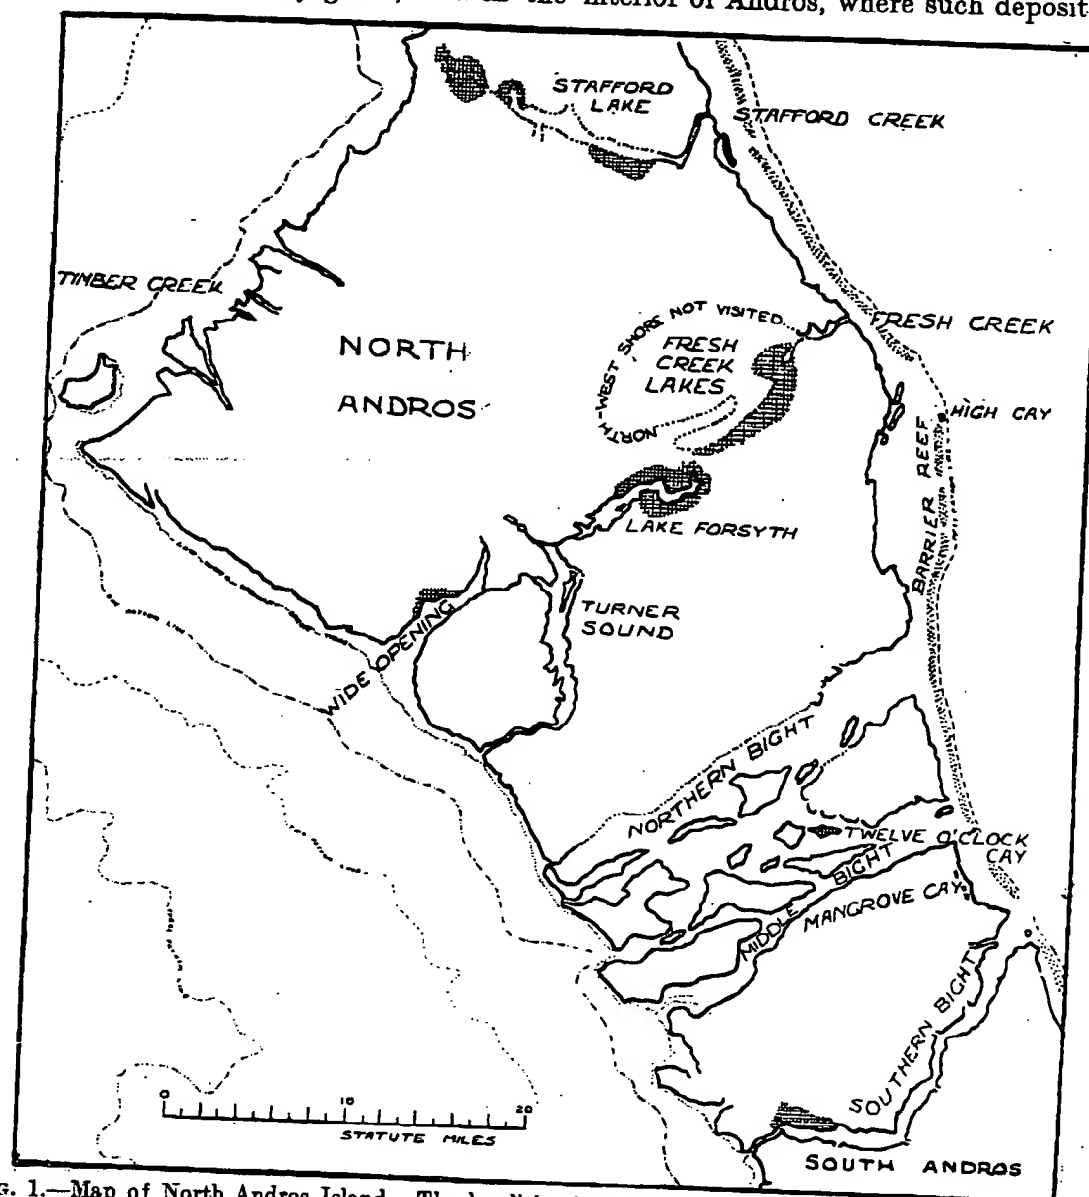 the interior of Andros, where such deposit
STAFFORD
LAKE
STAFFORD CREEK
TIMBER CREEK
NORTH
ANDROS
NORTH-WEST SHORE NOT VISITED
FRESH
CREEK
LAKES
FRESH CREEK
HIGH CAY
BARRIER REEF
LAKE FORSYTH
TURNER
SOUND
WIDE OPENING
NORTHERN BIGHT
TWELVE O'CLOCK
CAY
MIDDLE BIGHT
MANGROVE CAY
SOUTHERN BIGHT
0 10 20
STATUTE MILES
SOUTH ANDROS
G. 1.—Map of North Andros Island.